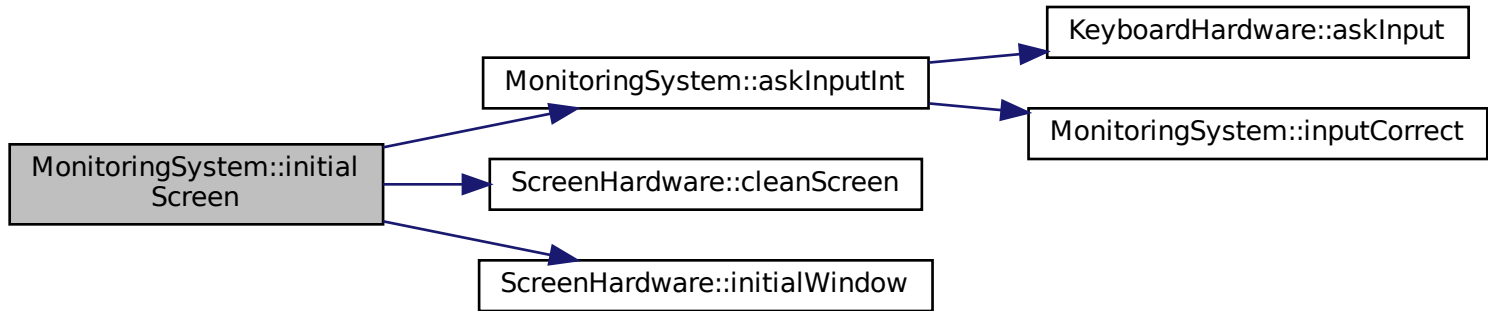 MonitoringSystem::initial
Screen
MonitoringSystem::askInputInt
KeyboardHardware::askInput
MonitoringSystem::inputCorrect
ScreenHardware::cleanScreen
ScreenHardware::initialWindow